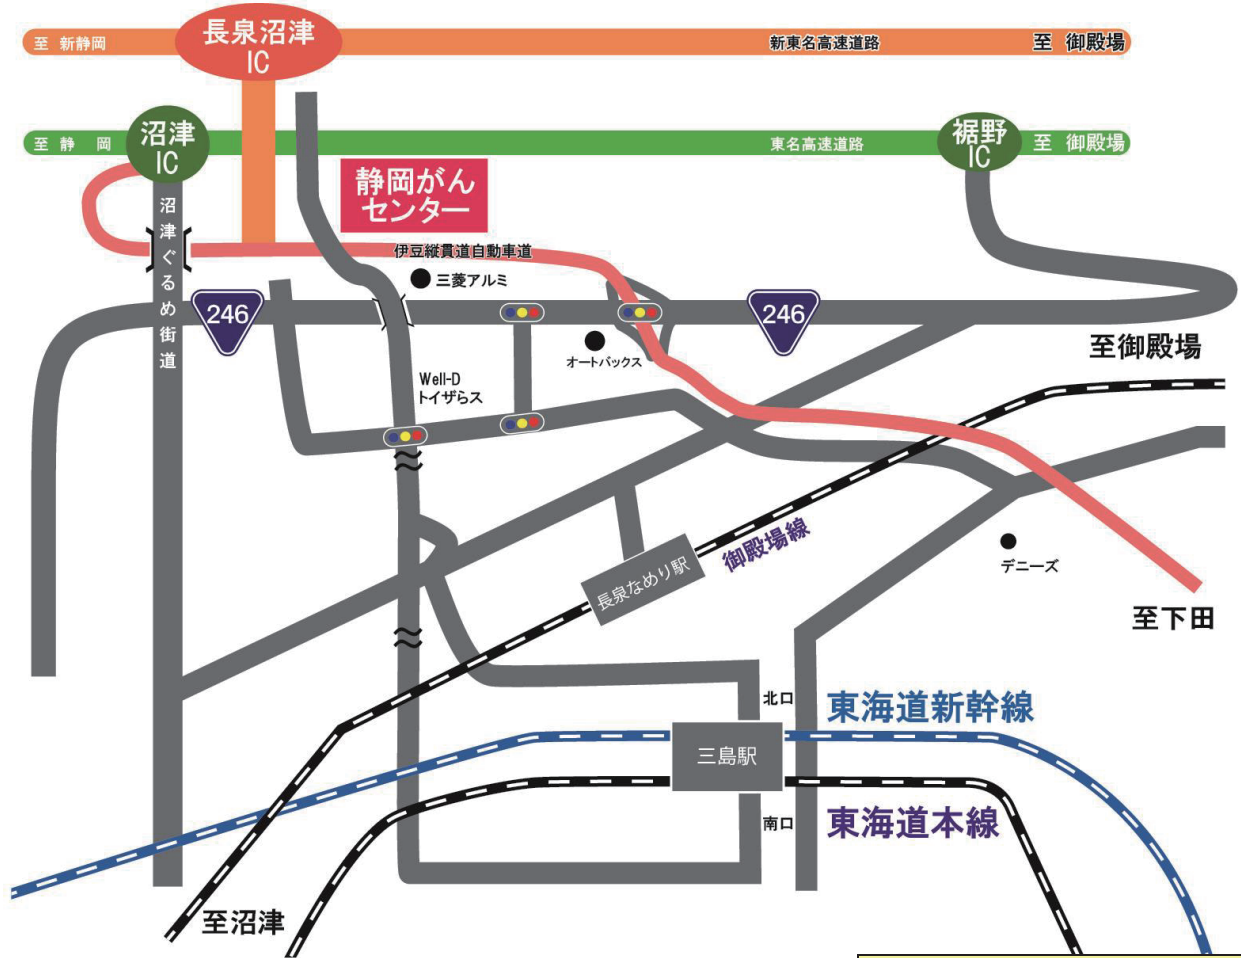 至 新静岡
長泉沼津
IC
新東名高速道路
至 御殿場
至 静 岡
沼津
IC
東名高速道路
裾野
IC
至 御殿場
静岡がん
センター
沼津ぐるめ街道
伊豆縦貫道自動車道
三菱アルミ
246
246
オートバックス
至御殿場
Well-D
トイザらス
御殿場線
長泉なめり駅
デニーズ
至下田
北口
東海道新幹線
三島駅
南口
東海道本線
至沼津